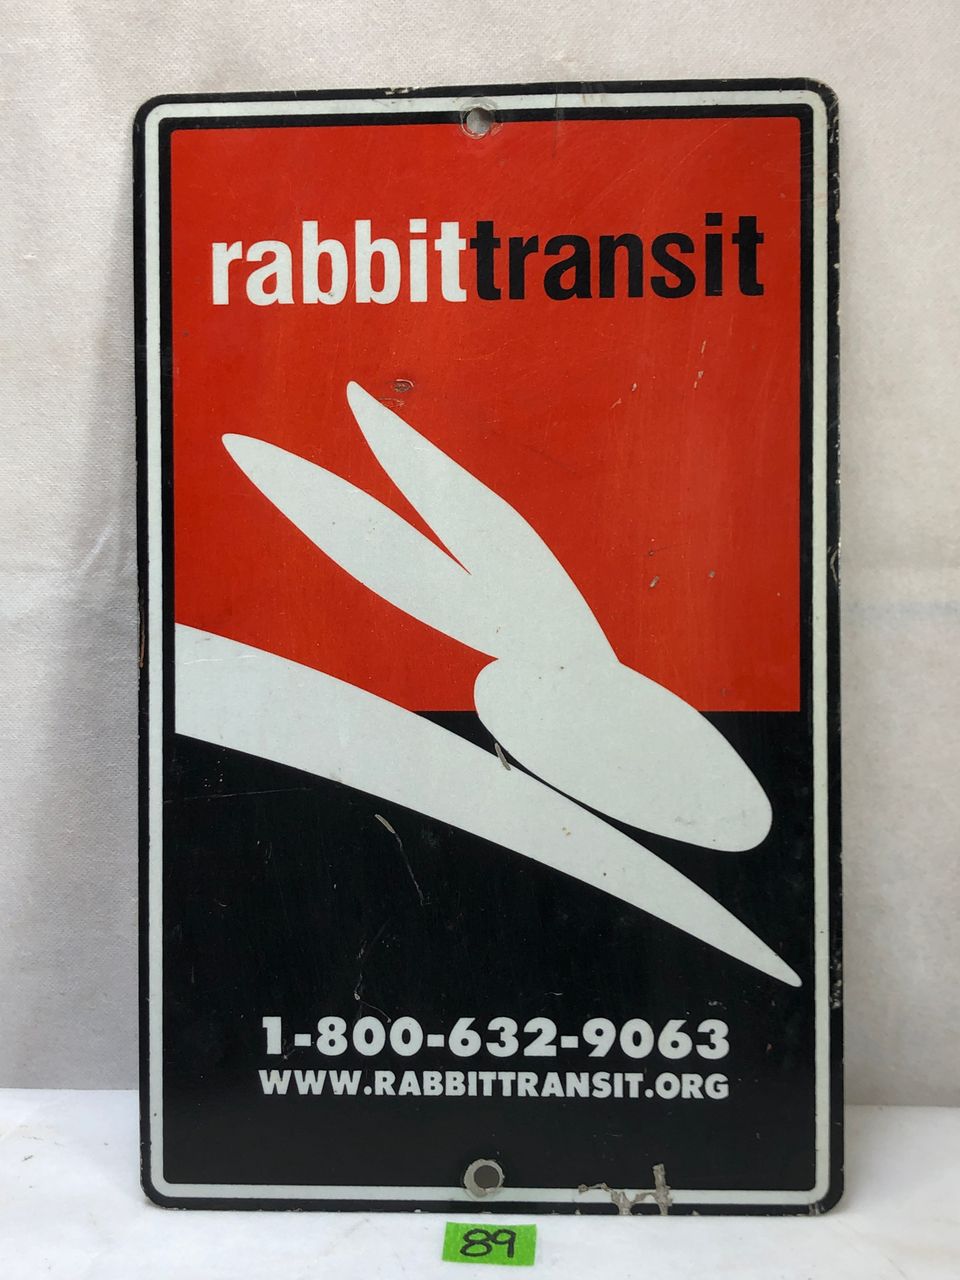 rabbittransit
1-800-632-9063
WWW.RABBITTRANSIT.ORG
89